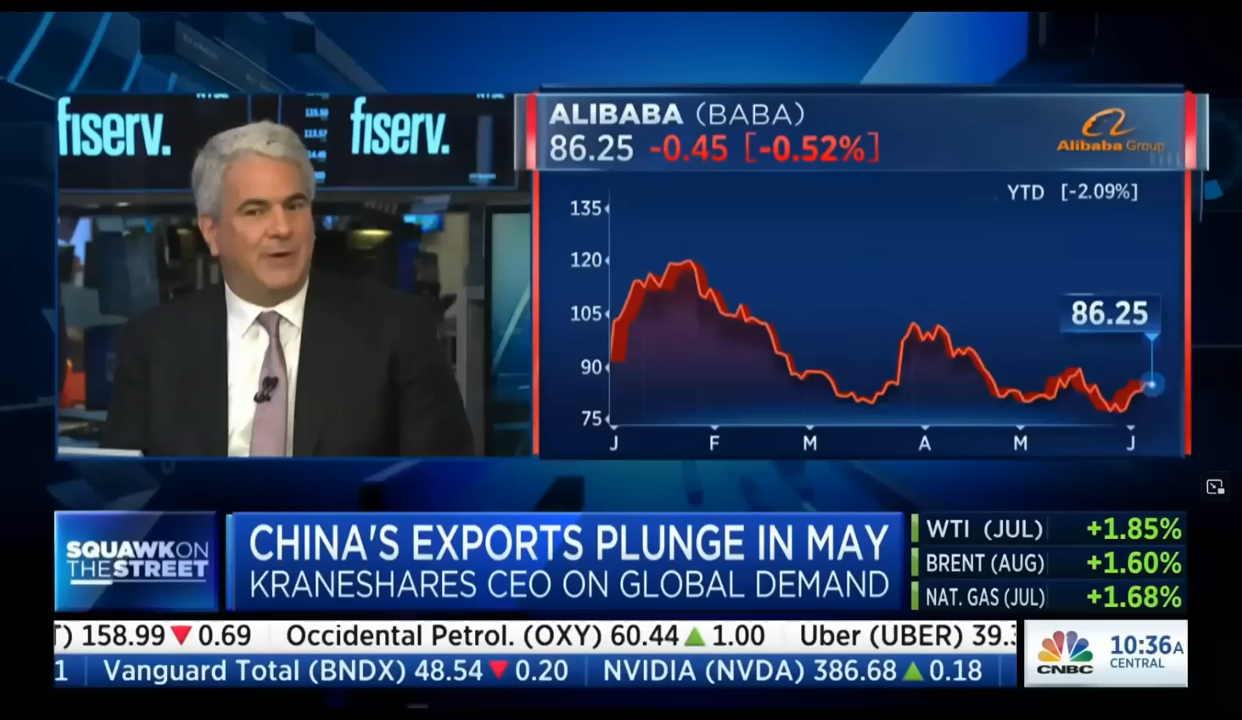 fiserv.
fiserv.
ALIBABA (BABA)
86.25 -0.45 [-0.52%]
Alibaba Group
YTD [-2.09%]
135
120
105
90
75
86.25
J F M A M J
SQUAWK ON
THE STREET
CHINA'S EXPORTS PLUNGE IN MAY
KRANESHARES CEO ON GLOBAL DEMAND
WTI (JUL) +1.85%
BRENT (AUG) +1.60%
NAT. GAS (JUL) +1.68%
T) 158.99 ▼ 0.69 Occidental Petrol. (OXY) 60.44 ▲ 1.00 Uber (UBER) 39.3
1 Vanguard Total (BNDX) 48.54 ▼ 0.20 NVIDIA (NVDA) 386.68 ▲ 0.18
CNBC
10:36A
CENTRAL